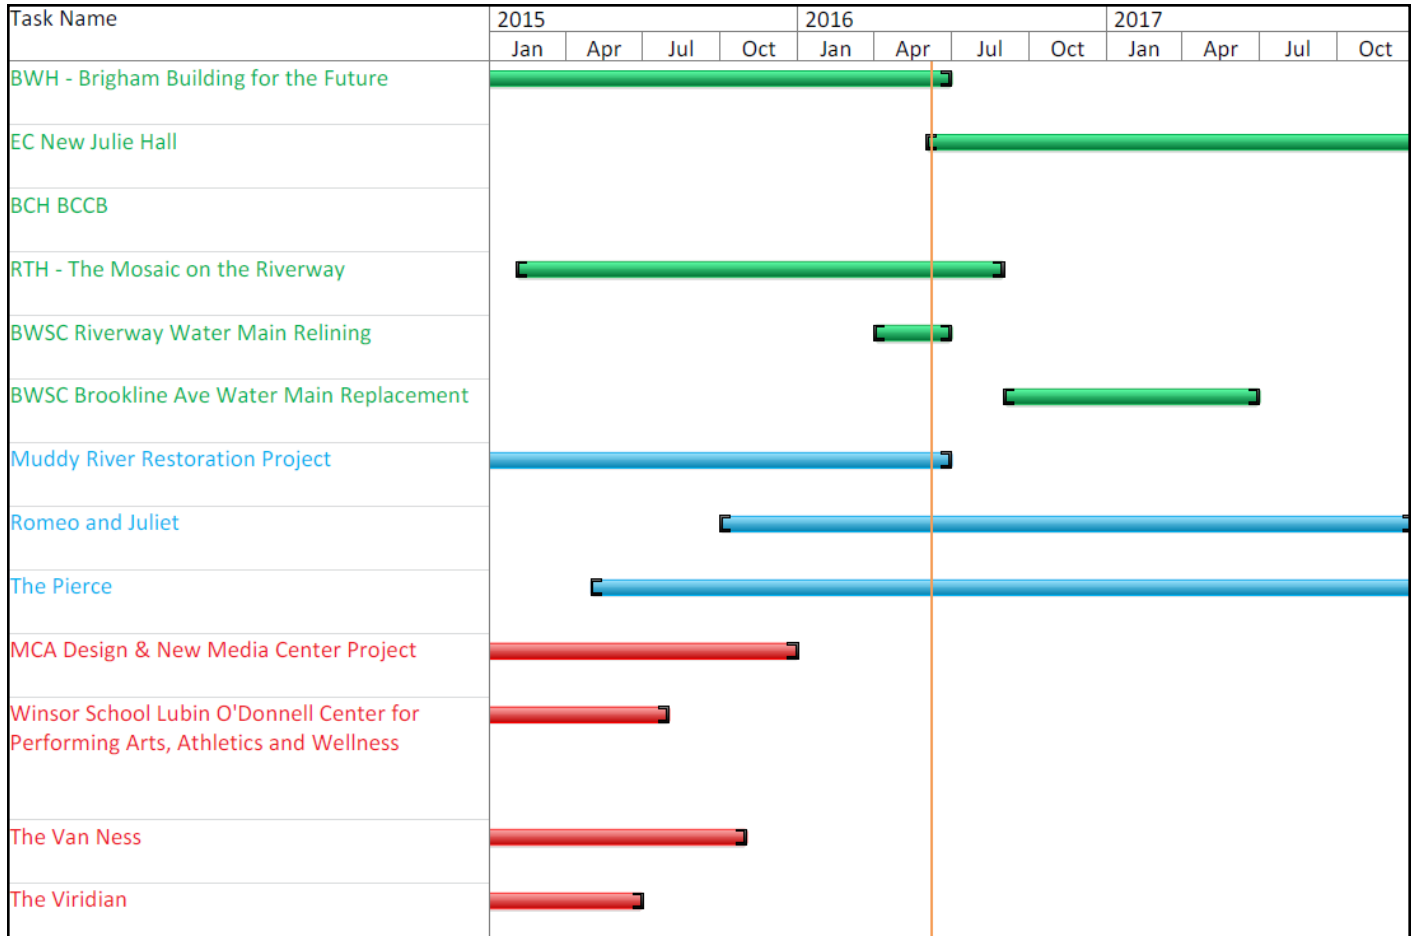 Task Name 2015 2016 2017
Jan Apr Jul Oct Jan Apr Jul Oct Jan Apr Jul Oct
BWH - Brigham Building for the Future
EC New Julie Hall
BCH BCCB
RTH - The Mosaic on the Riverway
BWSC Riverway Water Main Relining
BWSC Brookline Ave Water Main Replacement
Muddy River Restoration Project
Romeo and Juliet
The Pierce
MCA Design & New Media Center Project
Winsor School Lubin O'Donnell Center for
Performing Arts, Athletics and Wellness
The Van Ness
The Viridian